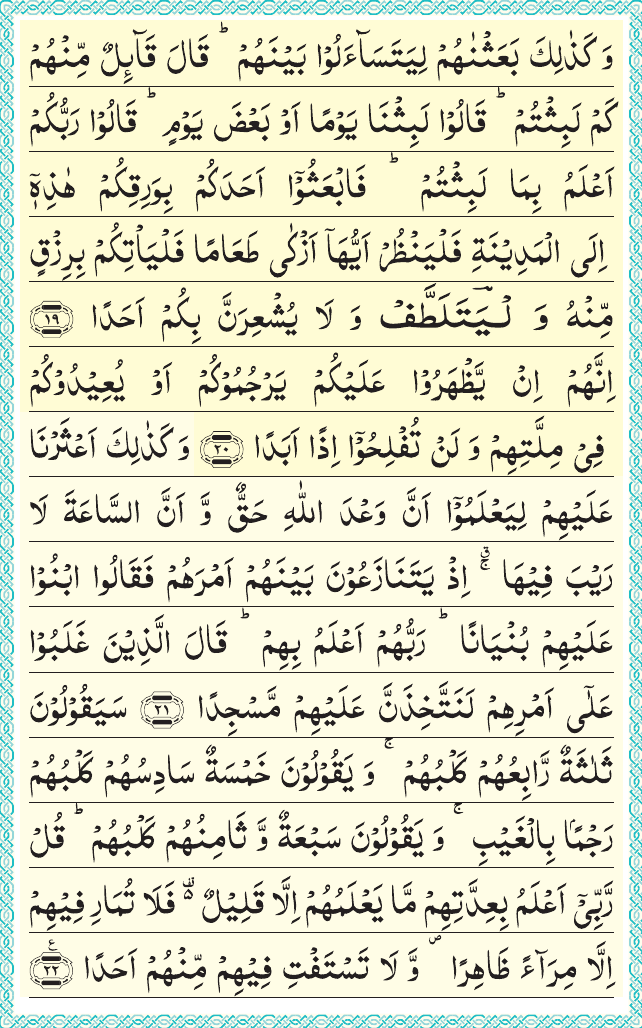 وَ كَذٰلِكَ بَعَثْنٰهُمْ لِیَتَسَآءَلُوْا بَیْنَهُمْ ؕ قَالَ قَآىِٕلٌ مِّنْهُمْ
كَمْ لَبِثْتُمْ ؕ قَالُوْا لَبِثْنَا یَوْمًا اَوْ بَعْضَ یَوْمٍ ؕ قَالُوْا رَبُّكُمْ
اَعْلَمُ بِمَا لَبِثْتُمْ ؕ فَابْعَثُوْۤا اَحَدَكُمْ بِوَرِقِكُمْ هٰذِهٖۤ
اِلَی الْمَدِیْنَةِ فَلْیَنْظُرْ اَیُّهَاۤ اَزْكٰی طَعَامًا فَلْیَاْتِكُمْ بِرِزْقٍ
مِّنْهُ وَ لْیَتَؔلَطَّفْ وَ لَا یُشْعِرَنَّ بِكُمْ اَحَدًا ﴿۱۹﴾
اِنَّهُمْ اِنْ یَّظْهَرُوْا عَلَیْكُمْ یَرْجُمُوْكُمْ اَوْ یُعِیْدُوْكُمْ
فِیْ مِلَّتِهِمْ وَ لَنْ تُفْلِحُوْۤا اِذًا اَبَدًا ﴿۲۰﴾ وَ كَذٰلِكَ اَعْثَرْنَا
عَلَیْهِمْ لِیَعْلَمُوْۤا اَنَّ وَعْدَ اللّٰهِ حَقٌّ وَّ اَنَّ السَّاعَةَ لَا
رَیْبَ فِیْهَا ۚۗ اِذْ یَتَنَازَعُوْنَ بَیْنَهُمْ اَمْرَهُمْ فَقَالُوا ابْنُوْا
عَلَیْهِمْ بُنْیَانًا ؕ رَبُّهُمْ اَعْلَمُ بِهِمْ ؕ قَالَ الَّذِیْنَ غَلَبُوْا
عَلٰۤی اَمْرِهِمْ لَنَتَّخِذَنَّ عَلَیْهِمْ مَّسْجِدًا ﴿۲۱﴾ سَیَقُوْلُوْنَ
ثَلٰثَةٌ رَّابِعُهُمْ كَلْبُهُمْ ۚ وَ یَقُوْلُوْنَ خَمْسَةٌ سَادِسُهُمْ كَلْبُهُمْ
رَجْمًۢا بِالْغَیْبِ ۚ وَ یَقُوْلُوْنَ سَبْعَةٌ وَّ ثَامِنُهُمْ كَلْبُهُمْ ؕ قُلْ
رَّبِّیْۤ اَعْلَمُ بِعِدَّتِهِمْ مَّا یَعْلَمُهُمْ اِلَّا قَلِیْلٌ ۫۬ فَلَا تُمَارِ فِیْهِمْ
اِلَّا مِرَآءً ظَاهِرًا ۪ وَّ لَا تَسْتَفْتِ فِیْهِمْ مِّنْهُمْ اَحَدًا ﴿۲۲﴾ ع